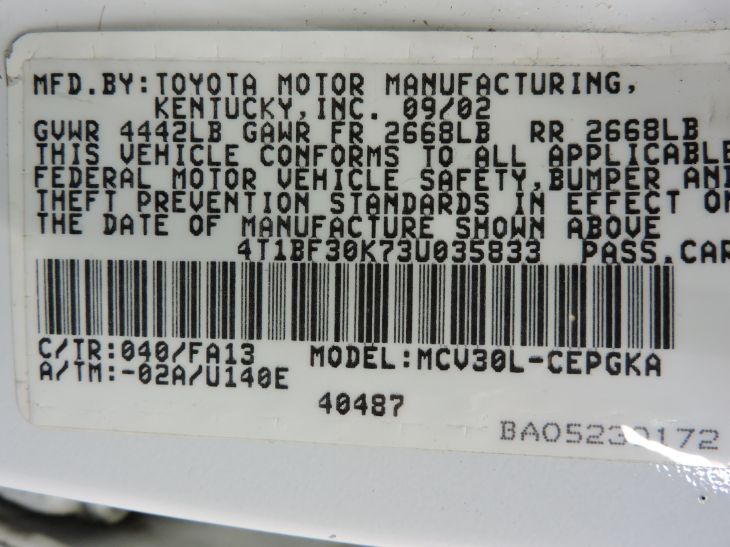 MFD.BY:TOYOTA MOTOR MANUFACTURING,
KENTUCKY,INC. 09/02
GVWR 4442LB GAWR FR 2668LB RR 2668LB
THIS VEHICLE CONFORMS TO ALL APPLICABLE
FEDERAL MOTOR VEHICLE SAFETY,BUMPER AND
THEFT PREVENTION STANDARDS IN EFFECT ON
THE DATE OF MANUFACTURE SHOWN ABOVE
4T1BF30K73U035833 PASS.CAR
C/TR:040/FA13 MODEL:MCV30L-CEPGKA
A/TM:-02A/U140E
40487